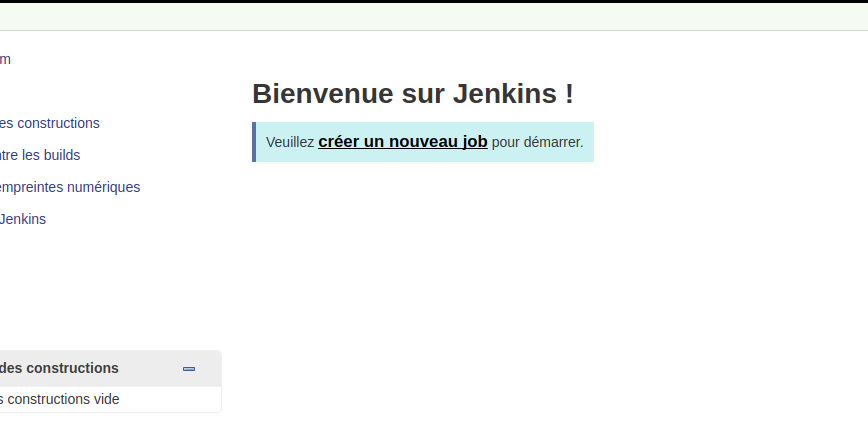 m
Bienvenue sur Jenkins !
es constructions
Veuillez créer un nouveau job pour démarrer.
tre les builds
empreintes numériques
Jenkins
des constructions
s constructions vide